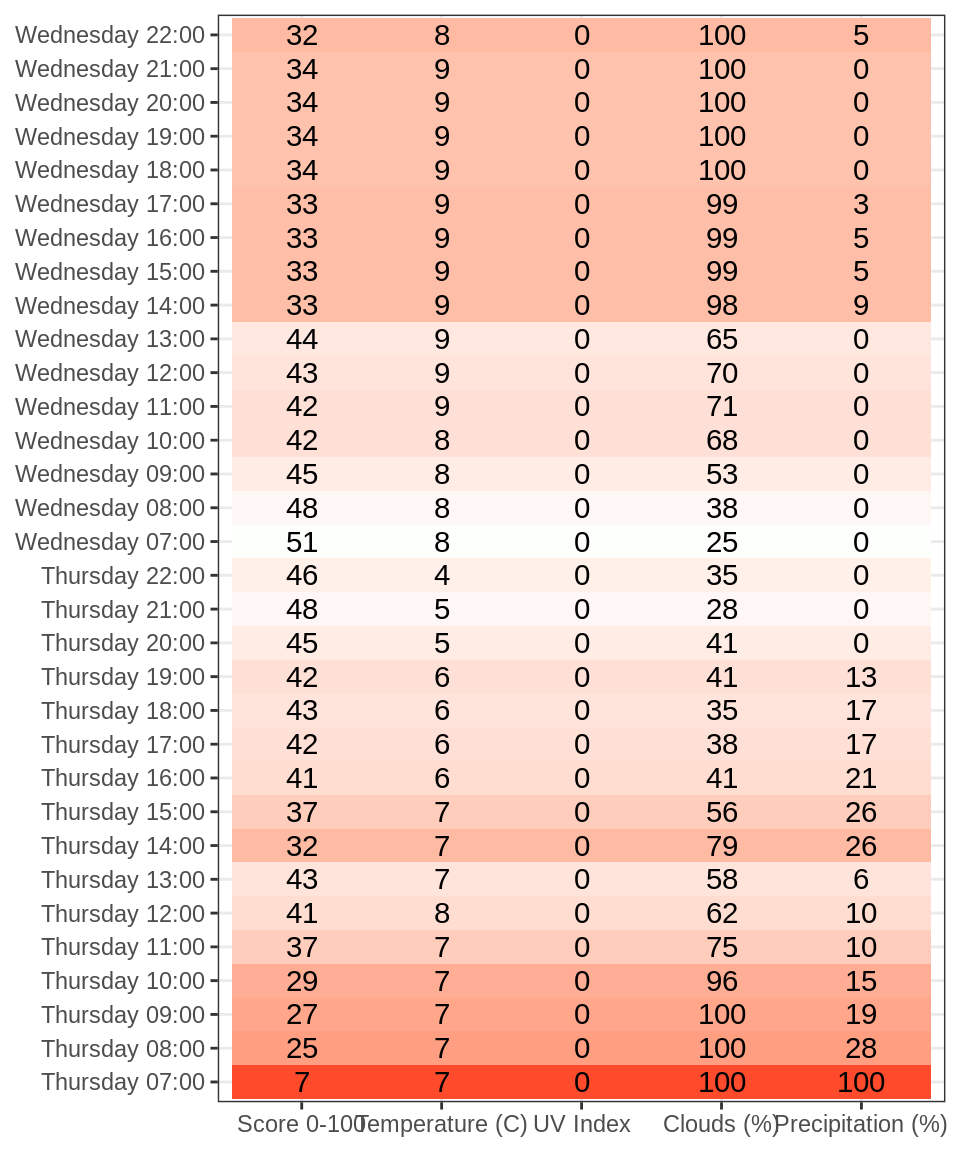 Wednesday 22:00 32 8 0 100 5
Wednesday 21:00 34 9 0 100 0
Wednesday 20:00 34 9 0 100 0
Wednesday 19:00 34 9 0 100 0
Wednesday 18:00 34 9 0 100 0
Wednesday 17:00 33 9 0 99 3
Wednesday 16:00 33 9 0 99 5
Wednesday 15:00 33 9 0 99 5
Wednesday 14:00 33 9 0 98 9
Wednesday 13:00 44 9 0 65 0
Wednesday 12:00 43 9 0 70 0
Wednesday 11:00 42 9 0 71 0
Wednesday 10:00 42 8 0 68 0
Wednesday 09:00 45 8 0 53 0
Wednesday 08:00 48 8 0 38 0
Wednesday 07:00 51 8 0 25 0
Thursday 22:00 46 4 0 35 0
Thursday 21:00 48 5 0 28 0
Thursday 20:00 45 5 0 41 0
Thursday 19:00 42 6 0 41 13
Thursday 18:00 43 6 0 35 17
Thursday 17:00 42 6 0 38 17
Thursday 16:00 41 6 0 41 21
Thursday 15:00 37 7 0 56 26
Thursday 14:00 32 7 0 79 26
Thursday 13:00 43 7 0 58 6
Thursday 12:00 41 8 0 62 10
Thursday 11:00 37 7 0 75 10
Thursday 10:00 29 7 0 96 15
Thursday 09:00 27 7 0 100 19
Thursday 08:00 25 7 0 100 28
Thursday 07:00 7 7 0 100 100
Score 0-100 Temperature (C) UV Index Clouds (%) Precipitation (%)